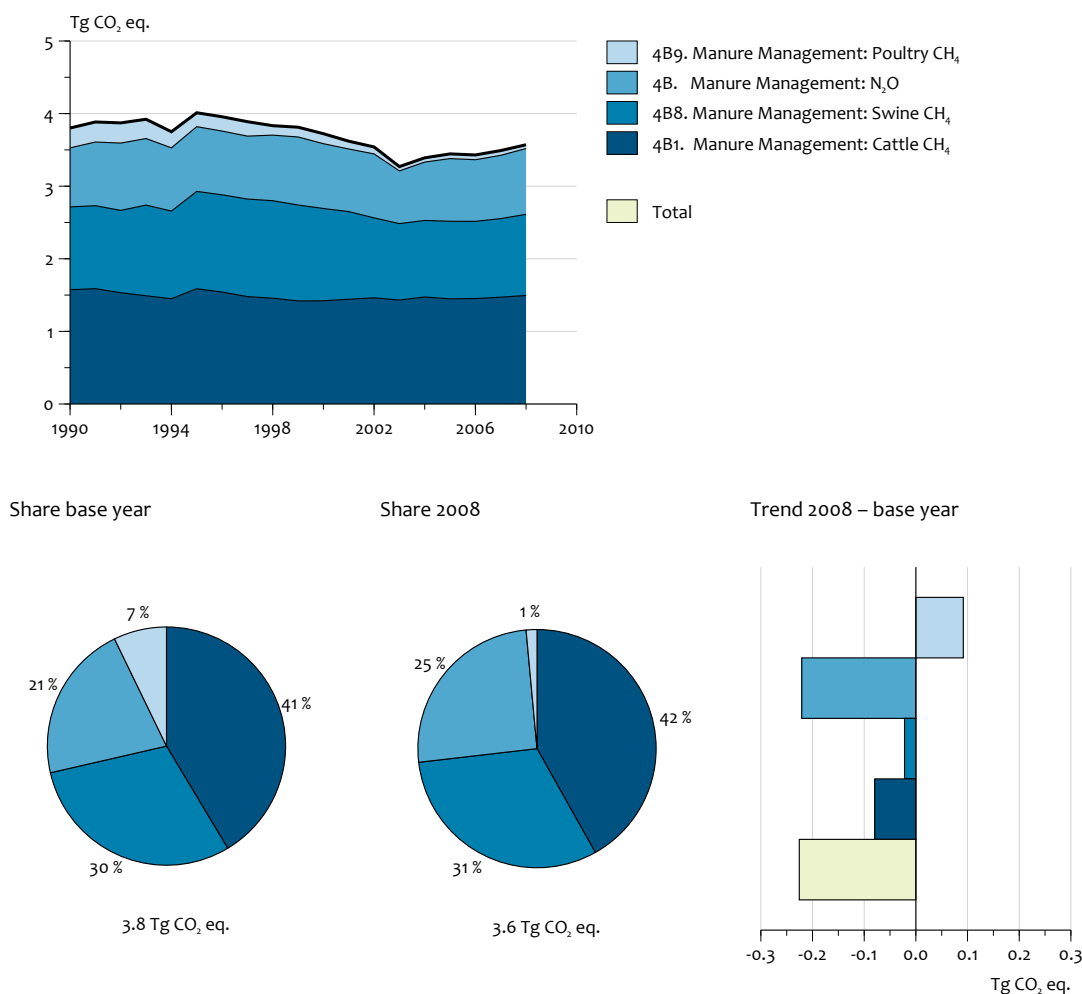 Tg CO₂ eq.
5
4
3
2
1
0
1990 1994 1998 2002 2006 2010
4B9. Manure Management: Poultry CH₄
4B. Manure Management: N₂O
4B8. Manure Management: Swine CH₄
4B1. Manure Management: Cattle CH₄
Total
Share base year
7 %
21 %
41 %
30 %
3.8 Tg CO₂ eq.
Share 2008
1 %
25 %
42 %
31 %
3.6 Tg CO₂ eq.
Trend 2008 – base year
-0.3 -0.2 -0.1 0.0 0.1 0.2 0.3
Tg CO₂ eq.